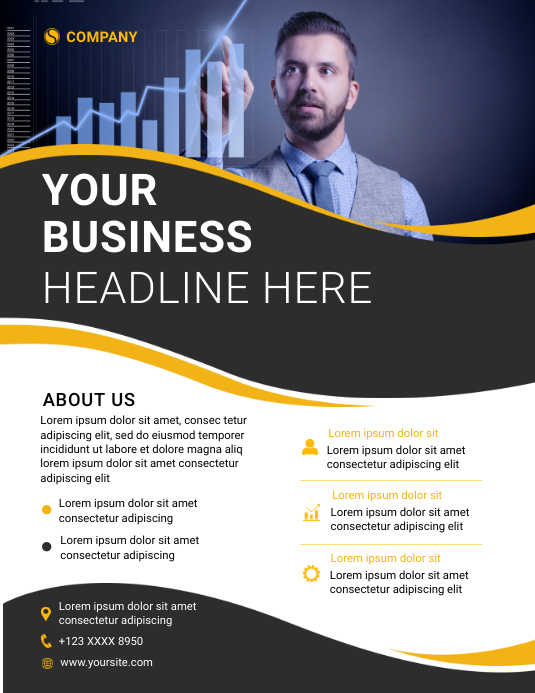 COMPANY
YOUR
BUSINESS
HEADLINE HERE
ABOUT US
Lorem ipsum dolor sit amet, consec tetur
adipiscing elit, sed do eiusmod temporer
incididunt ut labore et dolore magna aliq
lorem ipsum dolor sit amet consectetur
adipiscing elit
Lorem ipsum dolor sit amet
consectetur adipiscing
Lorem ipsum dolor sit amet
consectetur adipiscing
Lorem ipsum dolor sit
Lorem ipsum dolor sit amet
consectetur adipiscing elit
Lorem ipsum dolor sit
Lorem ipsum dolor sit amet
consectetur adipiscing elit
Lorem ipsum dolor sit
Lorem ipsum dolor sit amet
consectetur adipiscing elit
Lorem ipsum dolor sit amet
consectetur adipiscing
+123 XXXX 8950
www.yoursite.com